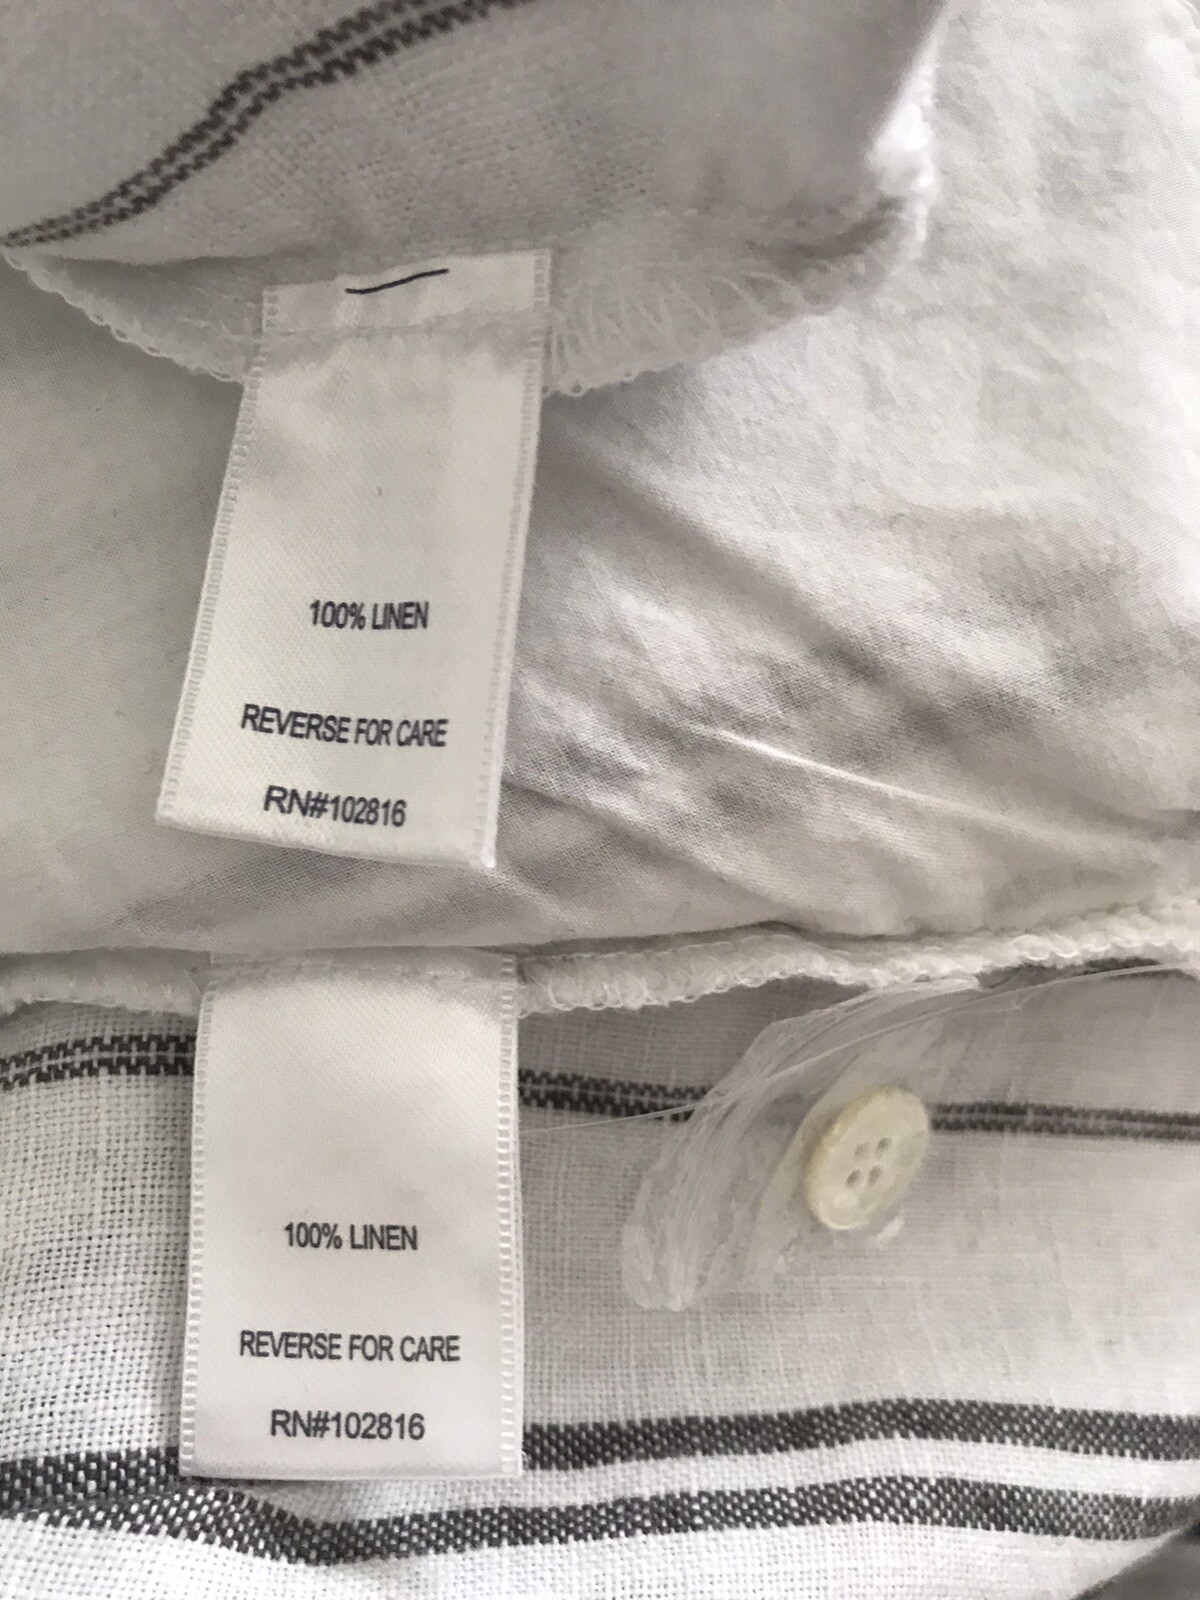 100% LINEN
REVERSE FOR CARE
RN#102816
100% LINEN
REVERSE FOR CARE
RN#102816